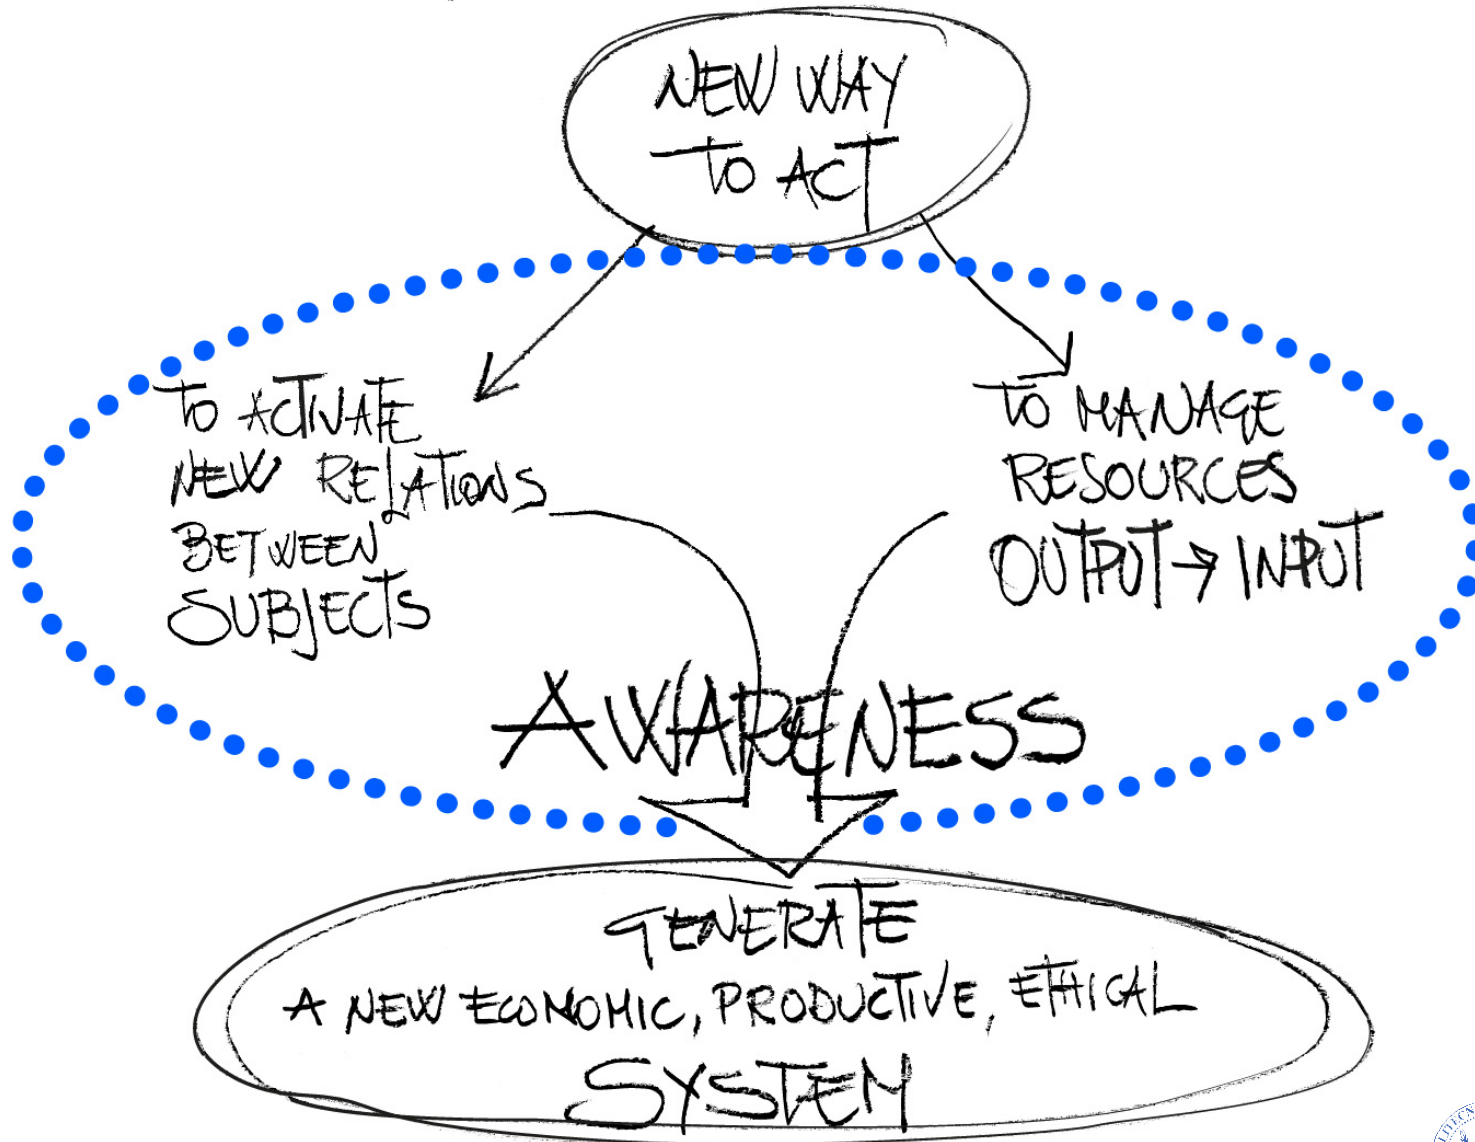 NEW WAY
TO ACT
TO ACTIVATE
NEW RELATIONS
BETWEEN
SUBJECTS
TO MANAGE
RESOURCES
OUTPUT → INPUT
AWARENESS
GENERATE
A NEW ECONOMIC, PRODUCTIVE, ETHICAL
SYSTEM